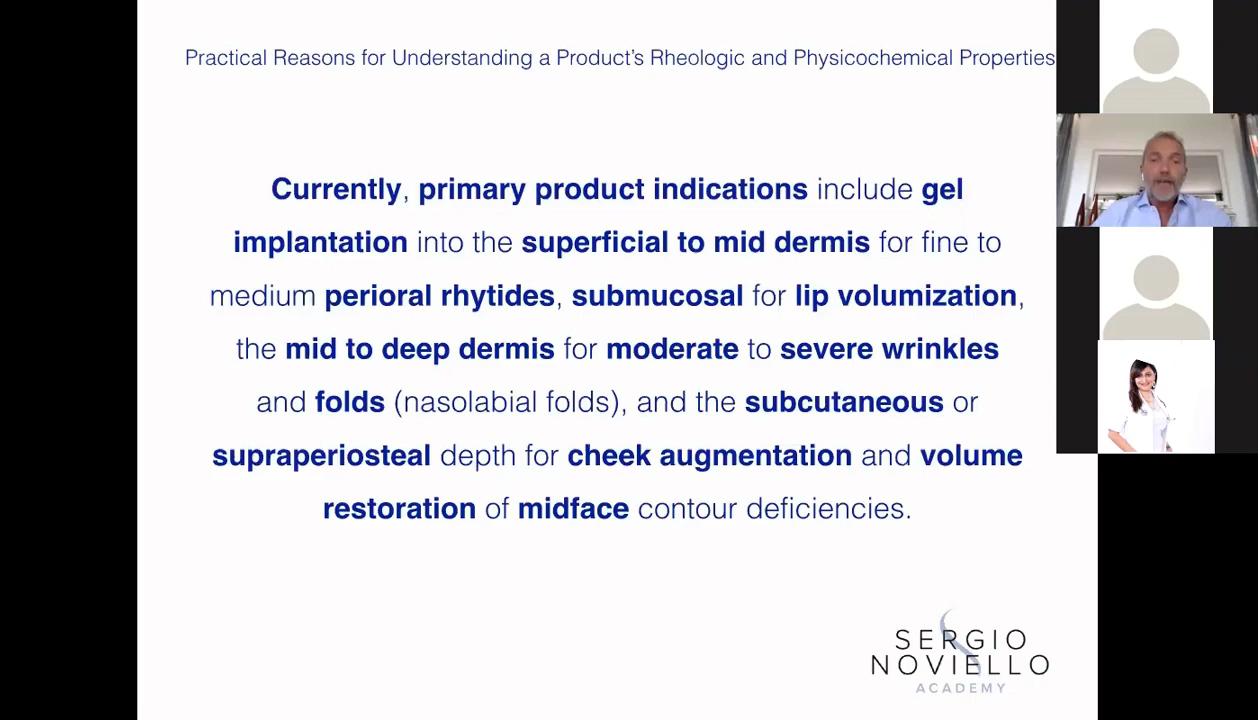 Practical Reasons for Understanding a Product's Rheologic and Physicochemical Properties
Currently, primary product indications include gel
implantation into the superficial to mid dermis for fine to
medium perioral rhytides, submucosal for lip volumization,
the mid to deep dermis for moderate to severe wrinkles
and folds (nasolabial folds), and the subcutaneous or
supraperiosteal depth for cheek augmentation and volume
restoration of midface contour deficiencies.
SERGIO
NOVIELLO
ACADEMY